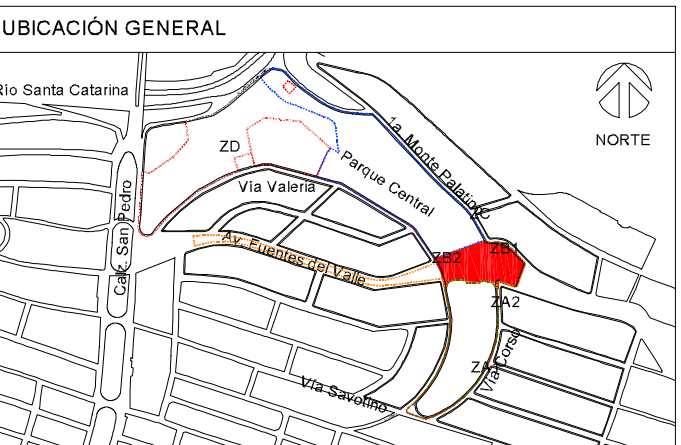 UBICACIÓN GENERAL
Río Santa Catarina
NORTE
1a. Monte Palatino
ZD
Parque Central
Vía Valeria
Calz. San Pedro
Av. Fuentes del Valle
ZB1
ZB2
ZA2
Vía Corso
Vía Savotino